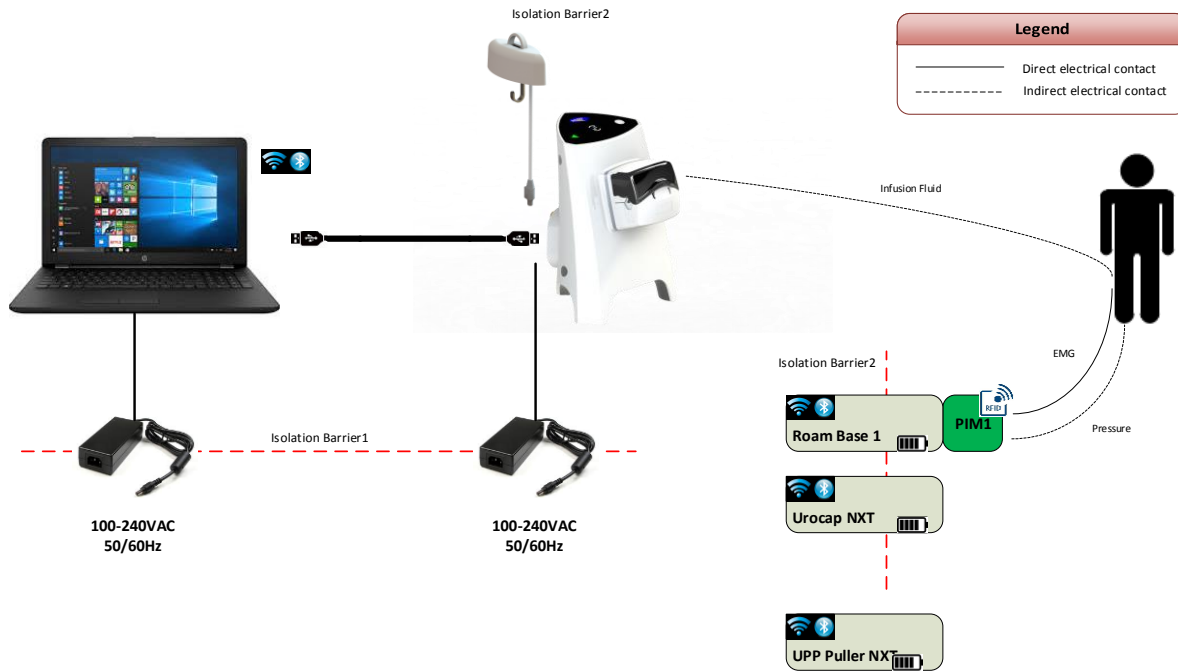 Isolation Barrier2
Legend
Direct electrical contact
Indirect electrical contact
Infusion Fluid
EMG
Pressure
Isolation Barrier2
RFID
PIM1
Roam Base 1
Urocap NXT
UPP Puller NXT
Isolation Barrier1
100-240VAC
50/60Hz
100-240VAC
50/60Hz